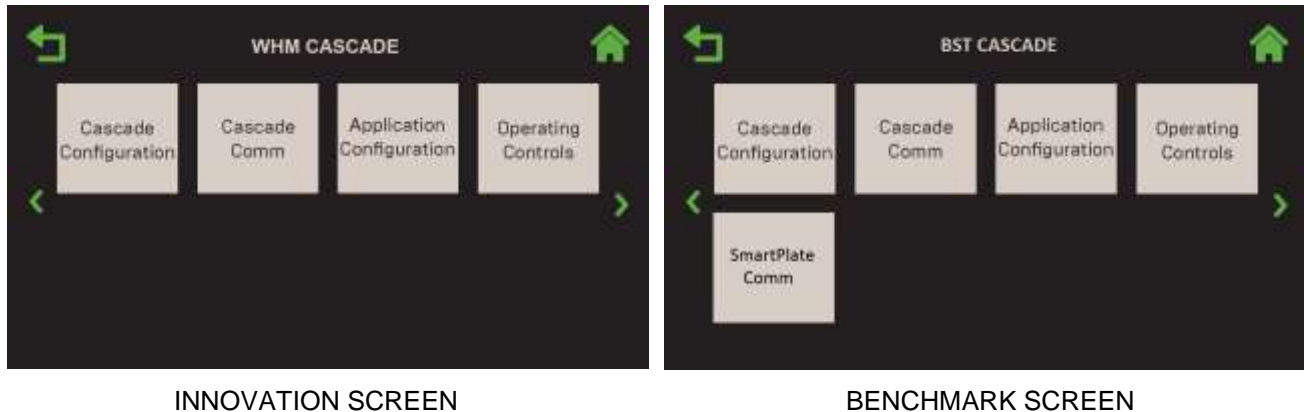 WHM CASCADE
Cascade
Configuration
Cascade
Comm
Application
Configuration
Operating
Controls
INNOVATION SCREEN
BST CASCADE
Cascade
Configuration
Cascade
Comm
Application
Configuration
Operating
Controls
SmartPlate
Comm
BENCHMARK SCREEN